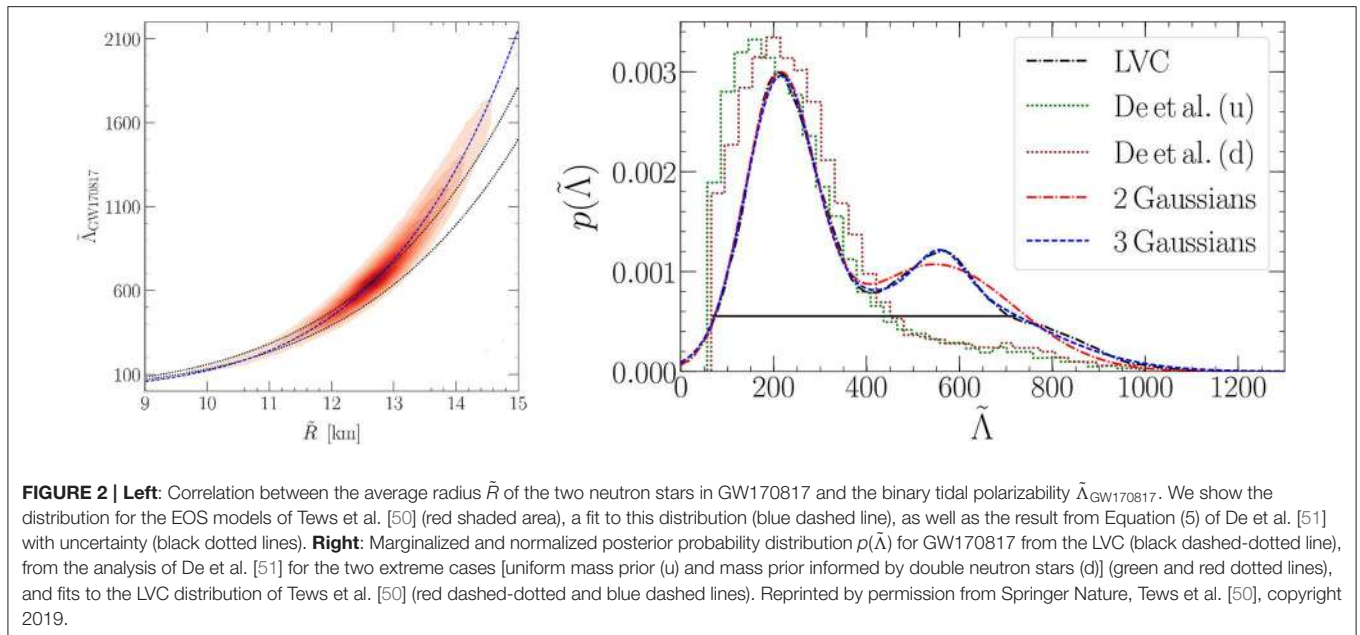 2100
1600
1100
600
100
Λ̃GW170817
9 10 11 12 13 14 15
R̃ [km]
0.003
0.002
0.001
0.000
p(Λ̃)
0 200 400 600 800 1000 1200
Λ̃
LVC
De et al. (u)
De et al. (d)
2 Gaussians
3 Gaussians
FIGURE 2 | Left: Correlation between the average radius R̃ of the two neutron stars in GW170817 and the binary tidal polarizability Λ̃GW170817. We show the
distribution for the EOS models of Tews et al. [50] (red shaded area), a fit to this distribution (blue dashed line), as well as the result from Equation (5) of De et al. [51]
with uncertainty (black dotted lines). Right: Marginalized and normalized posterior probability distribution p(Λ̃) for GW170817 from the LVC (black dashed-dotted line),
from the analysis of De et al. [51] for the two extreme cases [uniform mass prior (u) and mass prior informed by double neutron stars (d)] (green and red dotted lines),
and fits to the LVC distribution of Tews et al. [50] (red dashed-dotted and blue dashed lines). Reprinted by permission from Springer Nature, Tews et al. [50], copyright
2019.